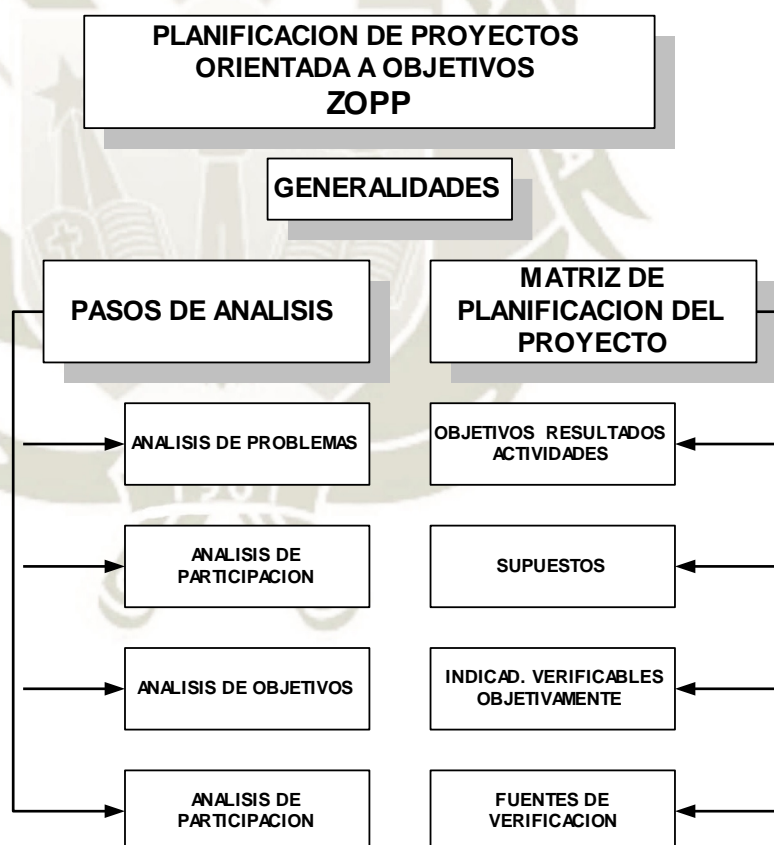 PLANIFICACION DE PROYECTOS
ORIENTADA A OBJETIVOS
ZOPP
GENERALIDADES
PASOS DE ANALISIS
MATRIZ DE
PLANIFICACION DEL
PROYECTO
ANALISIS DE PROBLEMAS
OBJETIVOS RESULTADOS
ACTIVIDADES
ANALISIS DE
PARTICIPACION
SUPUESTOS
ANALISIS DE OBJETIVOS
INDICAD. VERIFICABLES
OBJETIVAMENTE
ANALISIS DE
PARTICIPACION
FUENTES DE
VERIFICACION